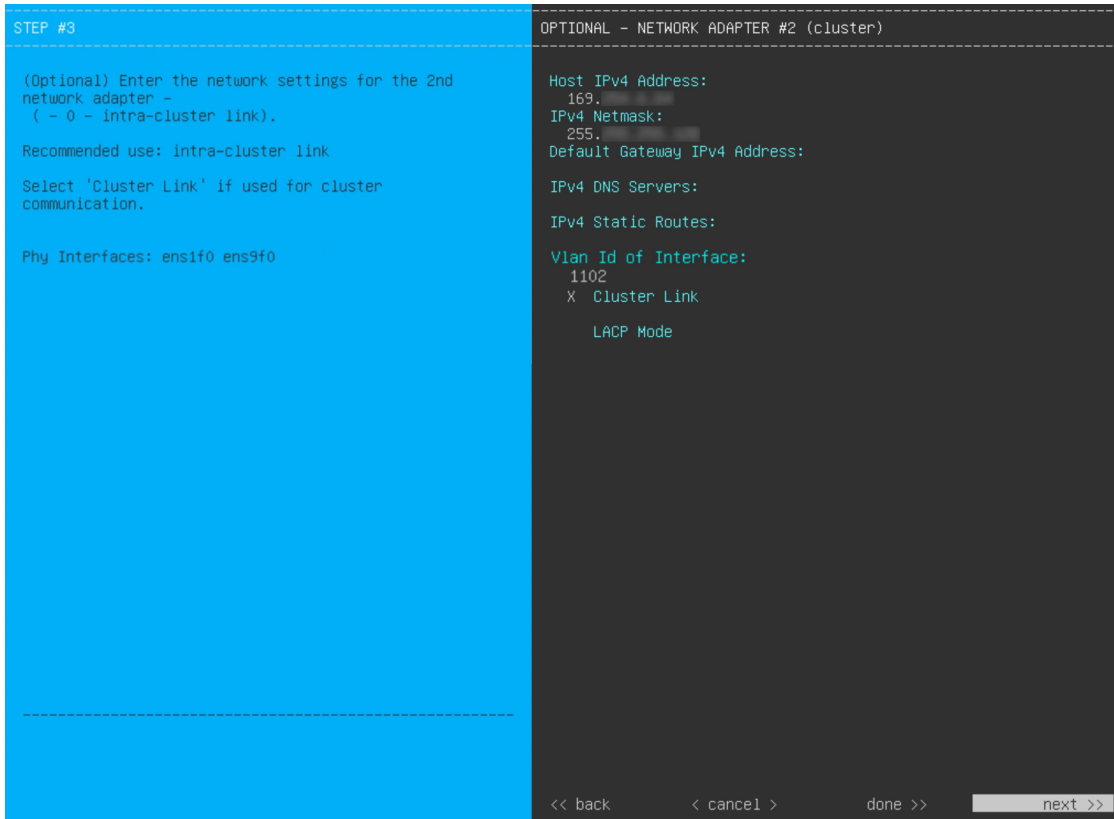 STEP #3
(Optional) Enter the network settings for the 2nd
network adapter -
( - 0 - intra-cluster link).
Recommended use: intra-cluster link
Select 'Cluster Link' if used for cluster
communication.
Phy Interfaces: ens1f0 ens9f0
OPTIONAL - NETWORK ADAPTER #2 (cluster)
Host IPv4 Address:
169.
IPv4 Netmask:
255.
Default Gateway IPv4 Address:
IPv4 DNS Servers:
IPv4 Static Routes:
Vlan Id of Interface:
1102
X Cluster Link
LACP Mode
<< back < cancel > done >> next >>